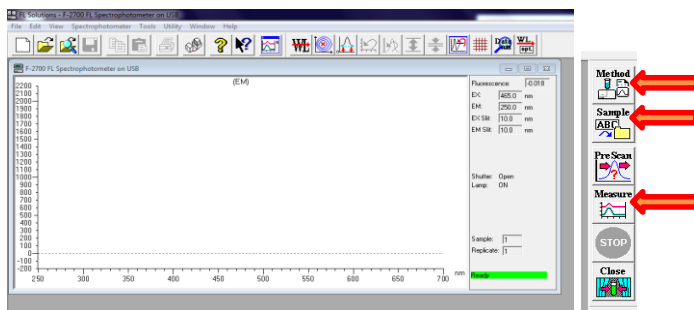 FL Solutions - F-2700 FL Spectrophotometer on USB
File Edit View Spectrophotometer Tools Utility Window Help
WL
Data
WL.
opt.
F-2700 FL Spectrophotometer on USB
(EM)
2200
2100
2000
1900
1800
1700
1600
1500
1400
1300
1200
1100
1000
900
800
700
600
500
400
300
200
100
0
-100
-200
250 300 350 400 450 500 550 600 650 700 nm
Fluorescence: -0.018
EX: 465.0 nm
EM: 250.0 nm
EX Slit: 10.0 nm
EM Slit: 10.0 nm
Shutter: Open
Lamp: ON
Sample: 1
Replicate: 1
Ready
Method
Sample
ABC
Pre Scan
?
Measure
STOP
Close